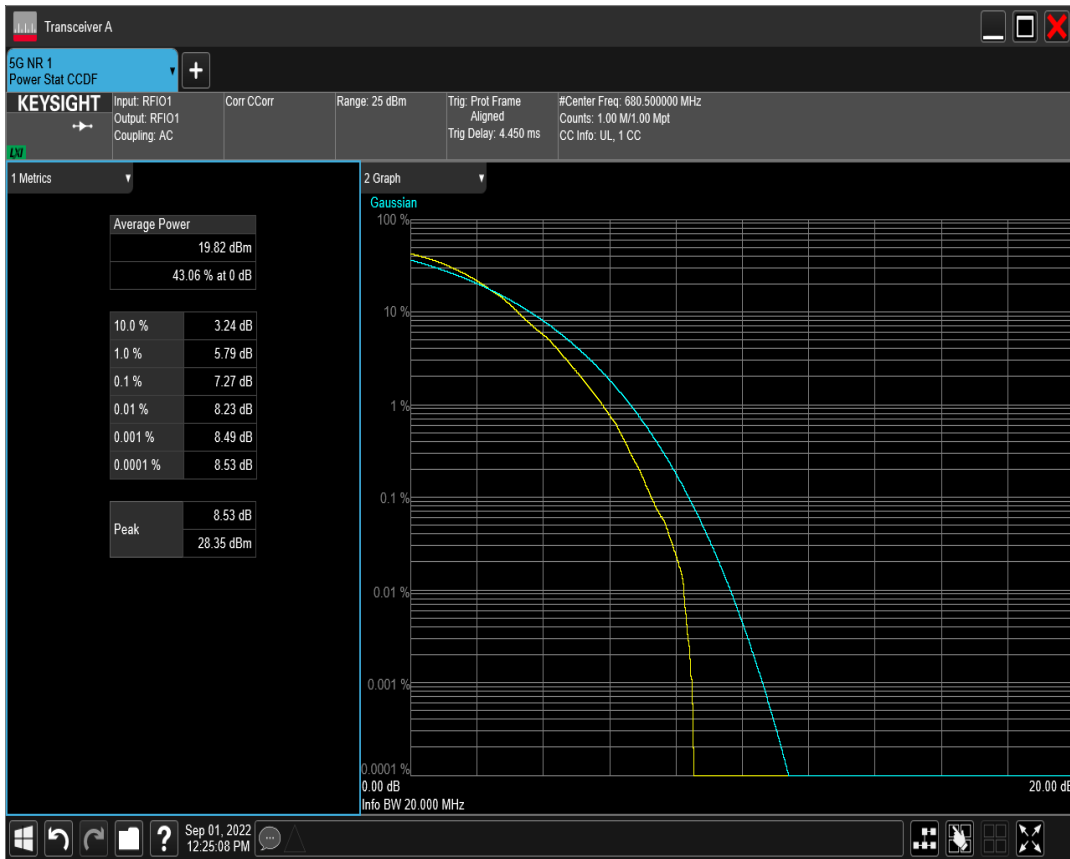 Transceiver A
5G NR 1
Power Stat CCDF
+
KEYSIGHT
LXI
Input: RFIO1
Output: RFIO1
Coupling: AC
Corr CCorr
Range: 25 dBm
Trig: Prot Frame
Aligned
Trig Delay: 4.450 ms
#Center Freq: 680.500000 MHz
Counts: 1.00 M/1.00 Mpt
CC Info: UL, 1 CC
1 Metrics
Average Power
19.82 dBm
43.06 % at 0 dB
10.0 % 3.24 dB
1.0 % 5.79 dB
0.1 % 7.27 dB
0.01 % 8.23 dB
0.001 % 8.49 dB
0.0001 % 8.53 dB
Peak
8.53 dB
28.35 dBm
2 Graph
Gaussian
100 %
10 %
1 %
0.1 %
0.01 %
0.001 %
0.0001 %
0.00 dB
20.00 dB
Info BW 20.000 MHz
?
Sep 01, 2022
12:25:08 PM